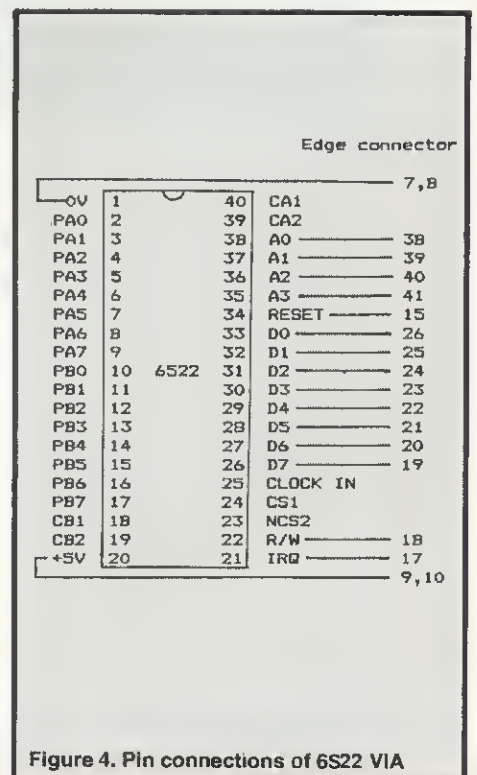 Edge connector
7,8
0V 1 40 CA1
PA0 2 39 CA2
PA1 3 38 A0 38
PA2 4 37 A1 39
PA3 5 36 A2 40
PA4 6 35 A3 41
PA5 7 34 RESET 15
PA6 8 33 D0 26
PA7 9 32 D1 25
PB0 10 6522 31 D2 24
PB1 11 30 D3 23
PB2 12 29 D4 22
PB3 13 28 D5 21
PB4 14 27 D6 20
PB5 15 26 D7 19
PB6 16 25 CLOCK IN
PB7 17 24 CS1
CB1 18 23 NCS2
CB2 19 22 R/W 18
+5V 20 21 IRQ 17
9,10
Figure 4. Pin connections of 6S22 VIA